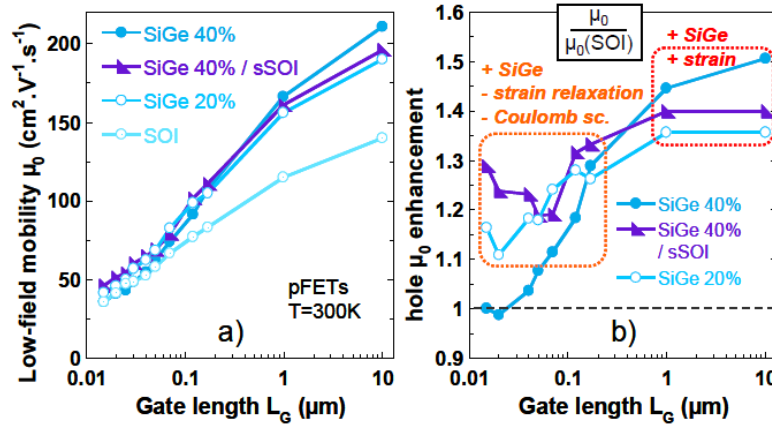 Low-field mobility μ₀ (cm².V⁻¹.s⁻¹)
200
150
100
50
0
SiGe 40%
SiGe 40% / sSOI
SiGe 20%
SOI
pFETs
T=300K
a)
0.01
0.1
1
10
Gate length L_G (μm)
hole μ₀ enhancement
1.6
1.5
1.4
1.3
1.2
1.1
1
0.9
μ₀
μ₀(SOI)
+ SiGe
+ strain
+ SiGe
- strain relaxation
- Coulomb sc.
SiGe 40%
SiGe 40%
/ sSOI
SiGe 20%
b)
0.01
0.1
1
10
Gate length L_G (μm)